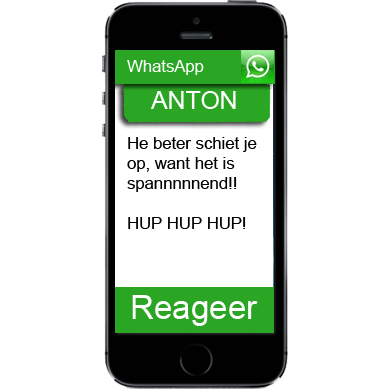 WhatsApp
ANTON
He beter schiet je
op, want het is
spannnnnend!!
HUP HUP HUP!
Reageer